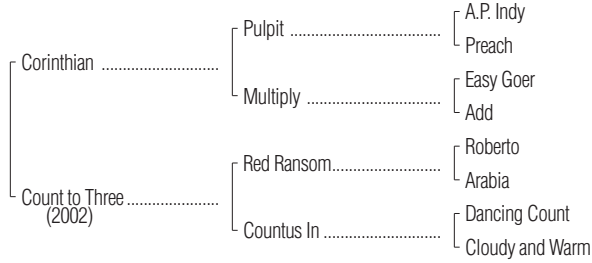 A.P. Indy
Pulpit ........................................
Preach
Corinthian ...............................
Easy Goer
Multiply ...................................
Add
Roberto
Red Ransom................................
Arabia
Count to Three ........................
(2002)
Dancing Count
Countus In ...............................
Cloudy and Warm